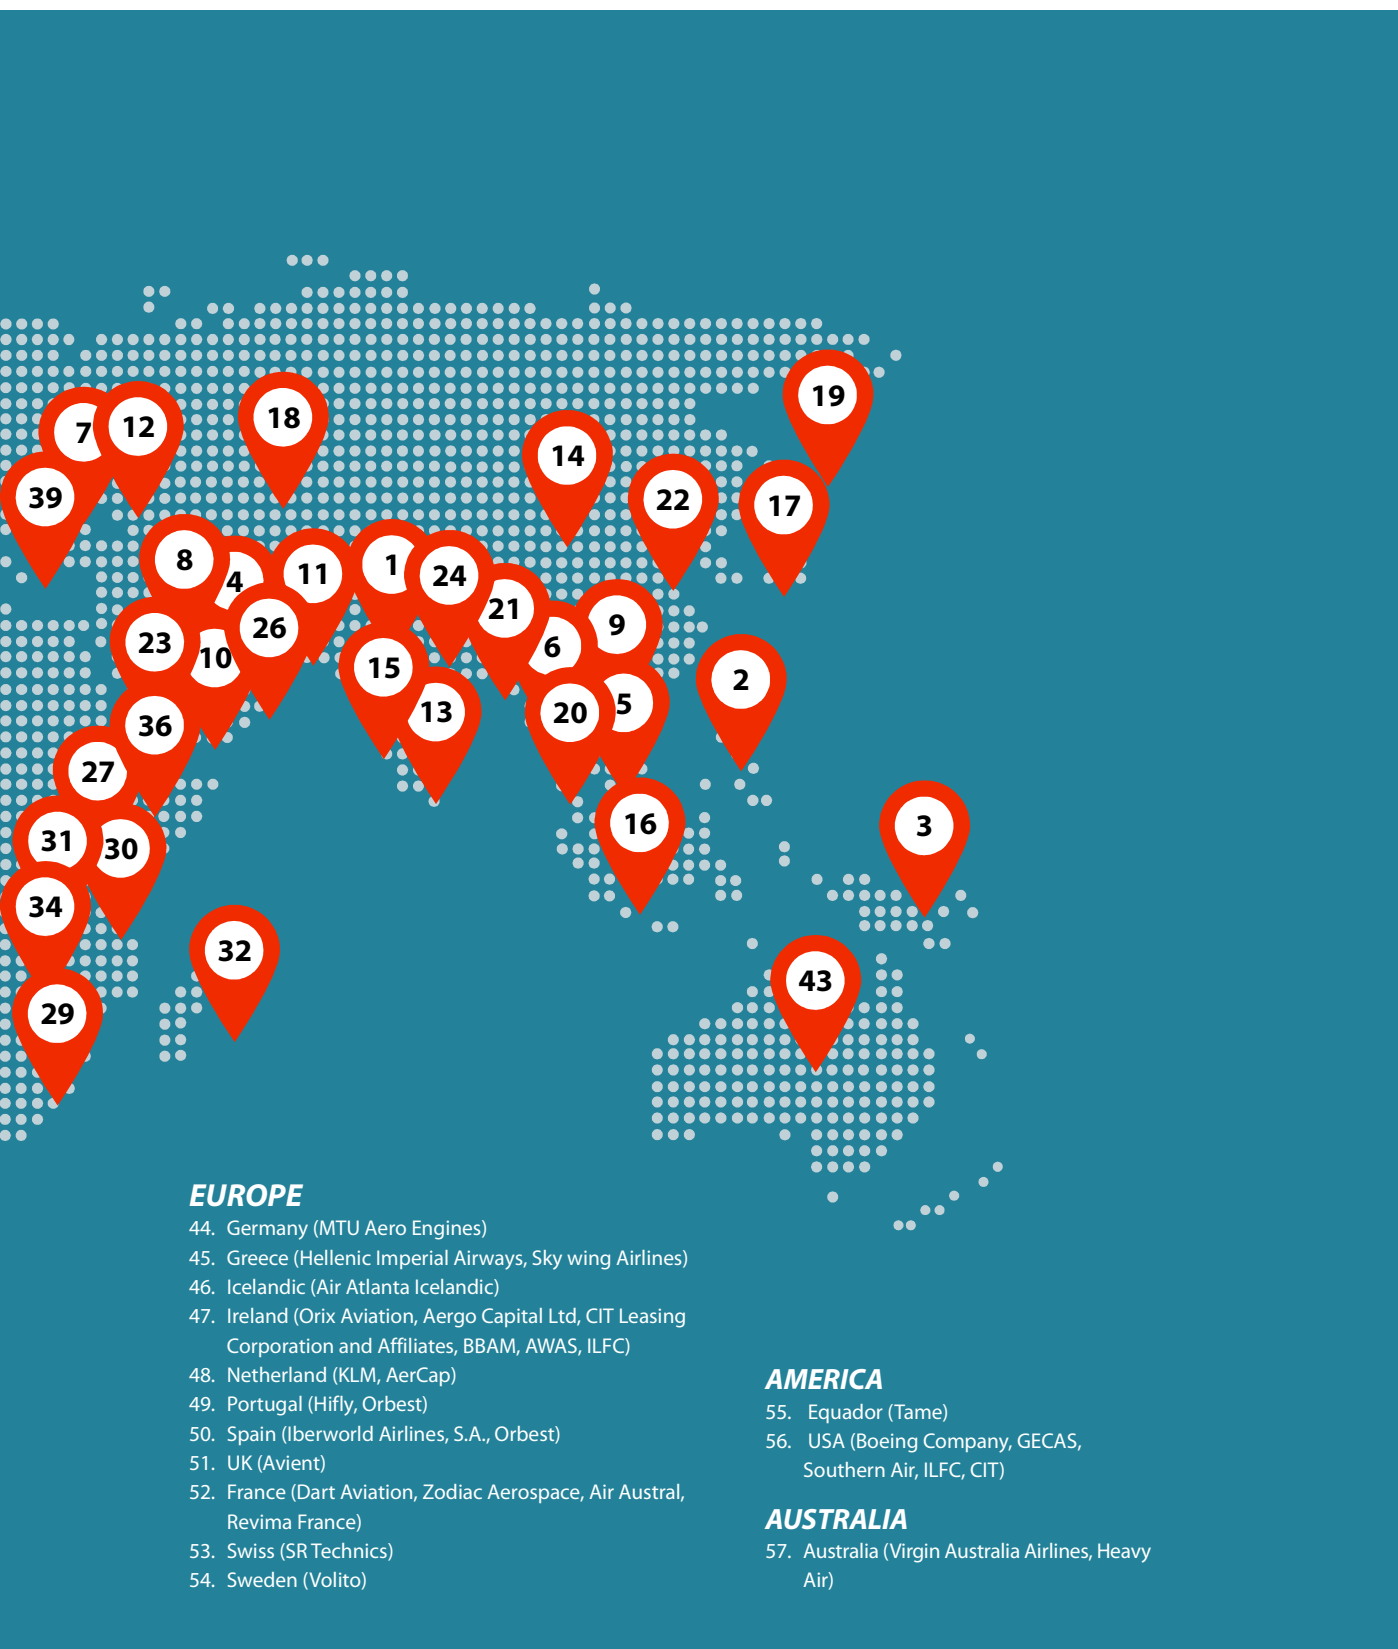 19
18
12
7
14
39
22
17
8
1
11
24
4
21
9
26
23
6
10
15
2
5
13
20
36
27
16
3
31
30
34
32
43
29
EUROPE
44. Germany (MTU Aero Engines)
45. Greece (Hellenic Imperial Airways, Sky wing Airlines)
46. Icelandic (Air Atlanta Icelandic)
47. Ireland (Orix Aviation, Aergo Capital Ltd, CIT Leasing
Corporation and Affiliates, BBAM, AWAS, ILFC)
48. Netherland (KLM, AerCap)
49. Portugal (Hifly, Orbest)
50. Spain (Iberworld Airlines, S.A., Orbest)
51. UK (Avient)
52. France (Dart Aviation, Zodiac Aerospace, Air Austral,
Revima France)
53. Swiss (SR Technics)
54. Sweden (Volito)
AMERICA
55. Equador (Tame)
56. USA (Boeing Company, GECAS,
Southern Air, ILFC, CIT)
AUSTRALIA
57. Australia (Virgin Australia Airlines, Heavy
Air)